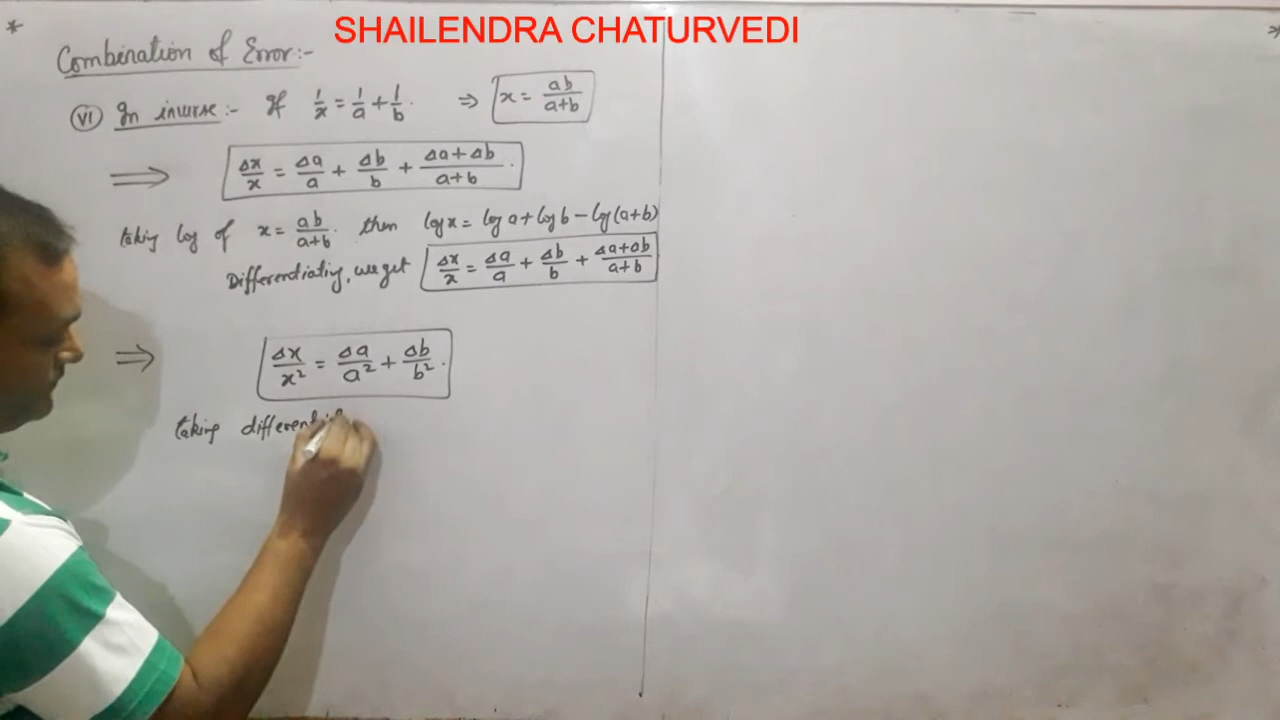 SHAILENDRA CHATURVEDI
Combination of Error:-
(VI) In inverse:- If 1/x = 1/a + 1/b. ⇒ x = ab/a+b
⇒ Δx/x = Δa/a + Δb/b + Δa+Δb/a+b.
taking log of x = ab/a+b. then log x = log a + log b - log(a+b)
Differentiating, we get Δx/x = Δa/a + Δb/b + Δa+Δb/a+b
⇒ Δx/x² = Δa/a² + Δb/b².
taking